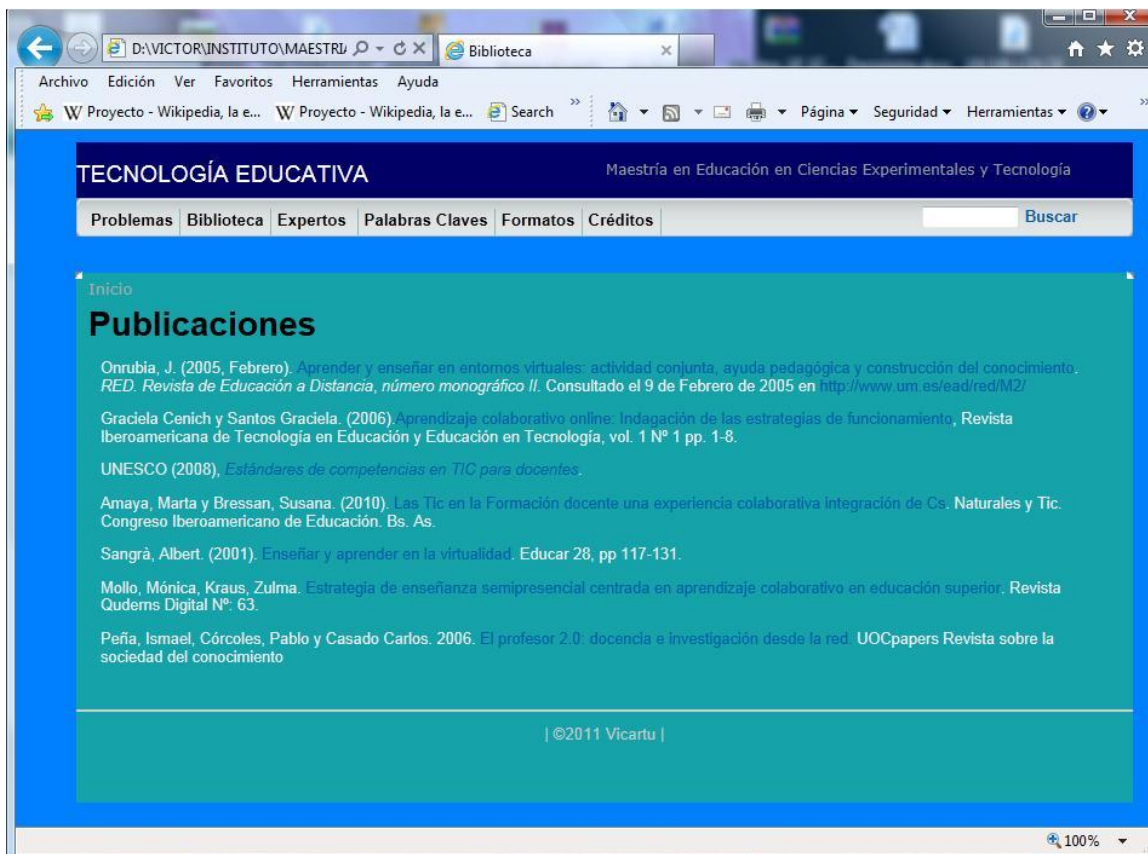 D:\VICTOR\INSTITUTO\MAESTRI
Biblioteca
Archivo Edición Ver Favoritos Herramientas Ayuda
Proyecto - Wikipedia, la e... Proyecto - Wikipedia, la e... Search » Página Seguridad Herramientas »
TECNOLOGÍA EDUCATIVA
Maestría en Educación en Ciencias Experimentales y Tecnología
Problemas Biblioteca Expertos Palabras Claves Formatos Créditos Buscar
Inicio
Publicaciones
Onrubia, J. (2005, Febrero). Aprender y enseñar en entornos virtuales: actividad conjunta, ayuda pedagógica y construcción del conocimiento.
RED. Revista de Educación a Distancia, número monográfico II. Consultado el 9 de Febrero de 2005 en http://www.um.es/ead/red/M2/
Graciela Cenich y Santos Graciela. (2006).Aprendizaje colaborativo online: Indagación de las estrategias de funcionamiento, Revista
Iberoamericana de Tecnología en Educación y Educación en Tecnología, vol. 1 Nº 1 pp. 1-8.
UNESCO (2008), Estándares de competencias en TIC para docentes.
Amaya, Marta y Bressan, Susana. (2010). Las Tic en la Formación docente una experiencia colaborativa integración de Cs. Naturales y Tic.
Congreso Iberoamericano de Educación. Bs. As.
Sangrà, Albert. (2001). Enseñar y aprender en la virtualidad. Educar 28, pp 117-131.
Mollo, Mónica, Kraus, Zulma. Estrategia de enseñanza semipresencial centrada en aprendizaje colaborativo en educación superior. Revista
Quderns Digital Nº: 63.
Peña, Ismael, Córcoles, Pablo y Casado Carlos. 2006. El profesor 2.0: docencia e investigación desde la red. UOCpapers Revista sobre la
sociedad del conocimiento
| ©2011 Vicartu |
100%